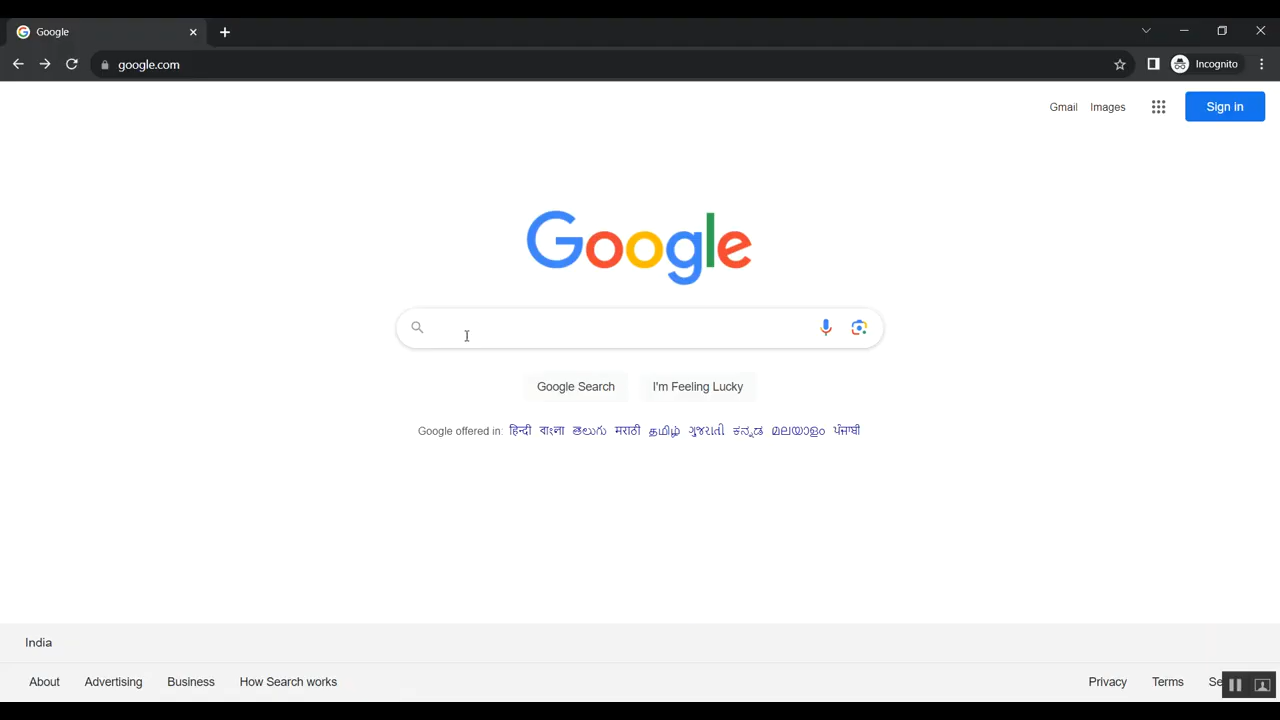 Google
google.com
Incognito
Gmail Images Sign in
Google
Google Search I'm Feeling Lucky
Google offered in: हिन्दी বাংলা తెలుగు मराठी தமிழ் ગુજરાતી ಕನ್ನಡ മലയാളം ਪੰਜਾਬੀ
India
About Advertising Business How Search works Privacy Terms